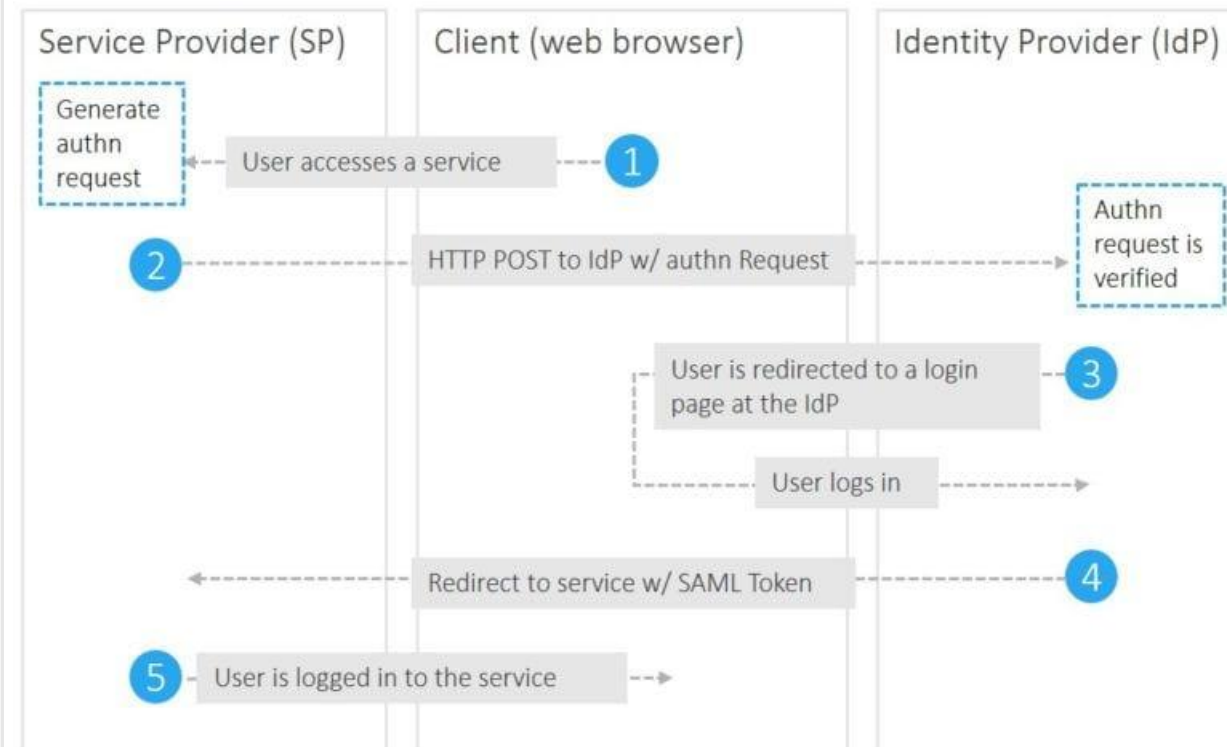 Service Provider (SP)
Client (web browser)
Identity Provider (IdP)
Generate
authn
request
User accesses a service
1
Authn
request is
verified
2
HTTP POST to IdP w/ authn Request
User is redirected to a login
page at the IdP
3
User logs in
Redirect to service w/ SAML Token
4
5
User is logged in to the service